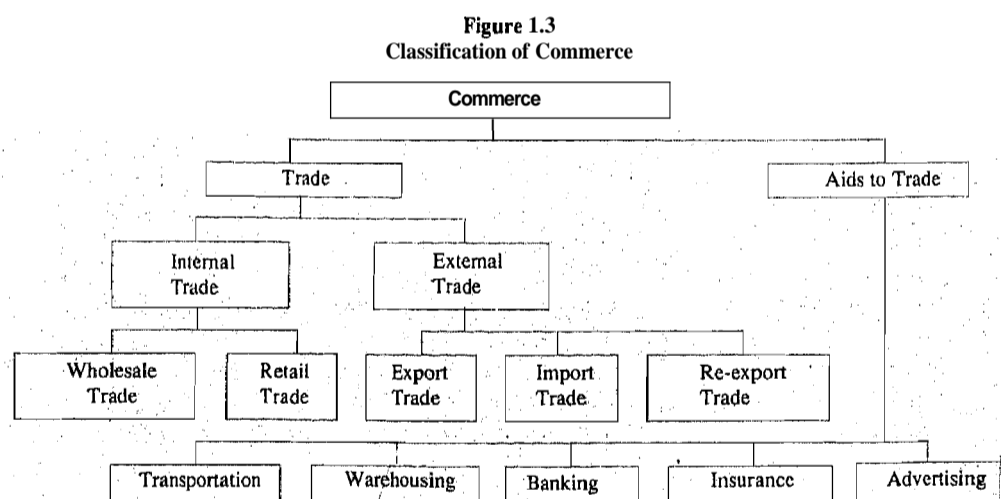 Figure 1.3
Classification of Commerce
Commerce
Trade
Aids to Trade
Internal
Trade
External
Trade
Wholesale
Trade
Retail
Trade
Export
Trade
Import
Trade
Re-export
Trade
Transportation
Warehousing
Banking
Insurance
Advertising